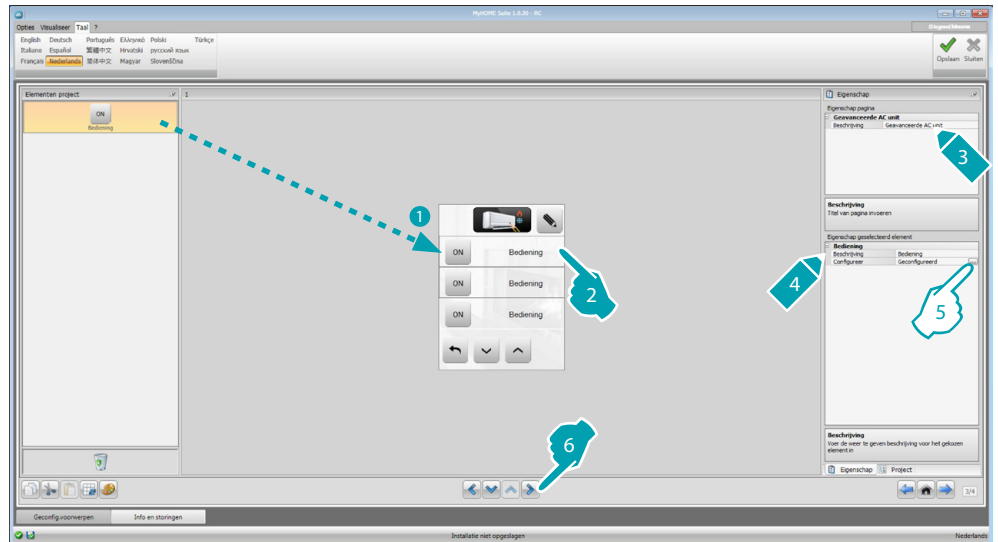 MyHOME Suite 1.0.30 - RC
Opties Visualiseer Taal ?
English Deutsch Português Ελληνικά Polski Türkçe
Italiano Español 繁體中文 Hrvatski русский язык
Français Nederlands 简体中文 Magyar Slovenščina
Opslaan Sluiten
Elementen project
1
Eigenschap
ON
Bediening
Eigenschap pagina
Geavanceerde AC unit
Beschrijving Geavanceerde AC unit
3
Beschrijving
Titel van pagina invoeren
1
ON Bediening
2
ON Bediening
ON Bediening
Eigenschap geselecteerd element
Bediening
Beschrijving Bediening
Configureer Geconfigureerd ...
4
5
6
Beschrijving
Voer de weer te geven beschrijving voor het gekozen
element in
Eigenschap Project
3/4
Geconfig.voorwerpen Info en storingen
Installatie niet opgeslagen
Nederlands